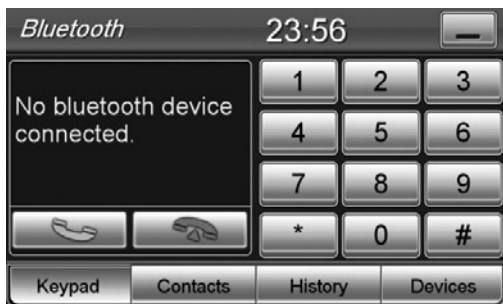 Bluetooth 23:56
No bluetooth device
connected.
1 2 3
4 5 6
7 8 9
* 0 #
Keypad Contacts History Devices